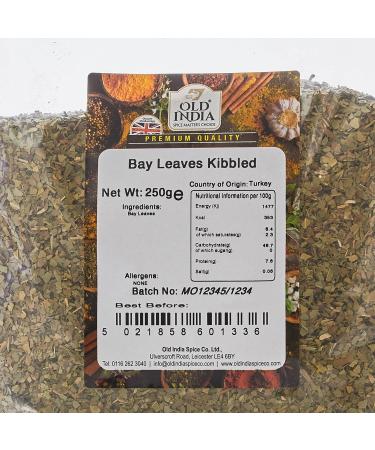 OLD
INDIA
SPICE MASTERS CHOICE
PREMIUM QUALITY
Bay Leaves Kibbled
Net Wt: 250g e
Country of Origin: Turkey
Ingredients:
Bay Leaves
Nutritional Information per 100g
Energy (KJ) 1477
Kcal 353
Fat(g) 8.4
of which saturates(g) 2.3
Carbohydrate(g) 48.7
of which sugar(g) 0
Proteins(g) 7.6
Salt(g) 0.05
Allergens:
NONE
Batch No: MO12345/1234
Best Before:
5 021858 601336
Old India Spice Co. Ltd.,
Ulverscroft Road, Leicester LE4 6BY
Tel: 0116 262 3040 | info@oldindiaspiceco.com | www.oldindiaspiceco.com